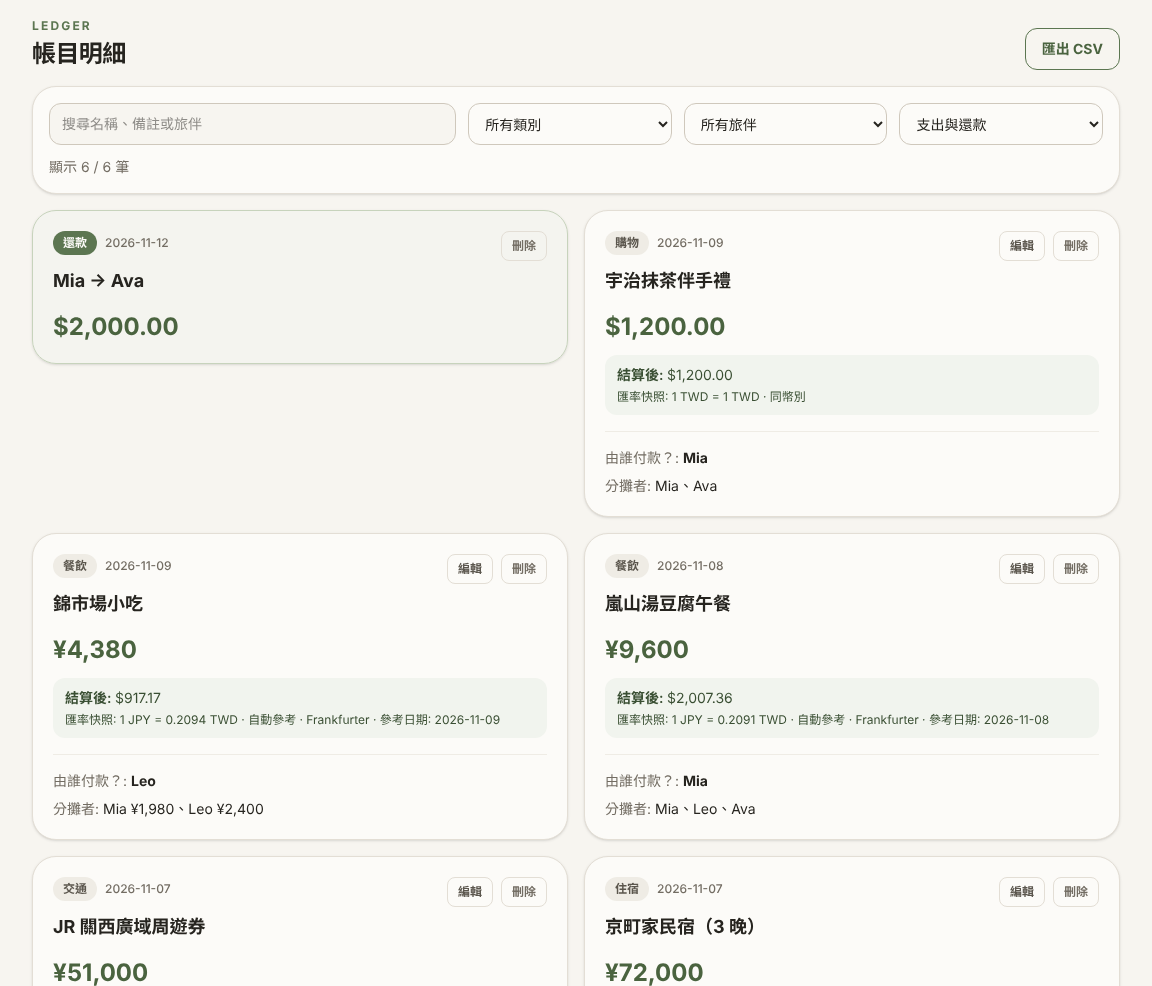 LEDGER
帳目明細
匯出 CSV
搜尋名稱、備註或旅伴
所有類別
所有旅伴
支出與還款
顯示 6 / 6 筆
還款 2026-11-12
刪除
Mia → Ava
$2,000.00
購物 2026-11-09
編輯 刪除
宇治抹茶伴手禮
$1,200.00
結算後: $1,200.00
匯率快照: 1 TWD = 1 TWD · 同幣別
由誰付款？: Mia
分攤者: Mia、Ava
餐飲 2026-11-09
編輯 刪除
錦市場小吃
¥4,380
結算後: $917.17
匯率快照: 1 JPY = 0.2094 TWD · 自動參考 · Frankfurter · 參考日期: 2026-11-09
由誰付款？: Leo
分攤者: Mia ¥1,980、Leo ¥2,400
餐飲 2026-11-08
編輯 刪除
嵐山湯豆腐午餐
¥9,600
結算後: $2,007.36
匯率快照: 1 JPY = 0.2091 TWD · 自動參考 · Frankfurter · 參考日期: 2026-11-08
由誰付款？: Mia
分攤者: Mia、Leo、Ava
交通 2026-11-07
編輯 刪除
JR 關西廣域周遊券
¥51,000
住宿 2026-11-07
編輯 刪除
京町家民宿（3 晚）
¥72,000